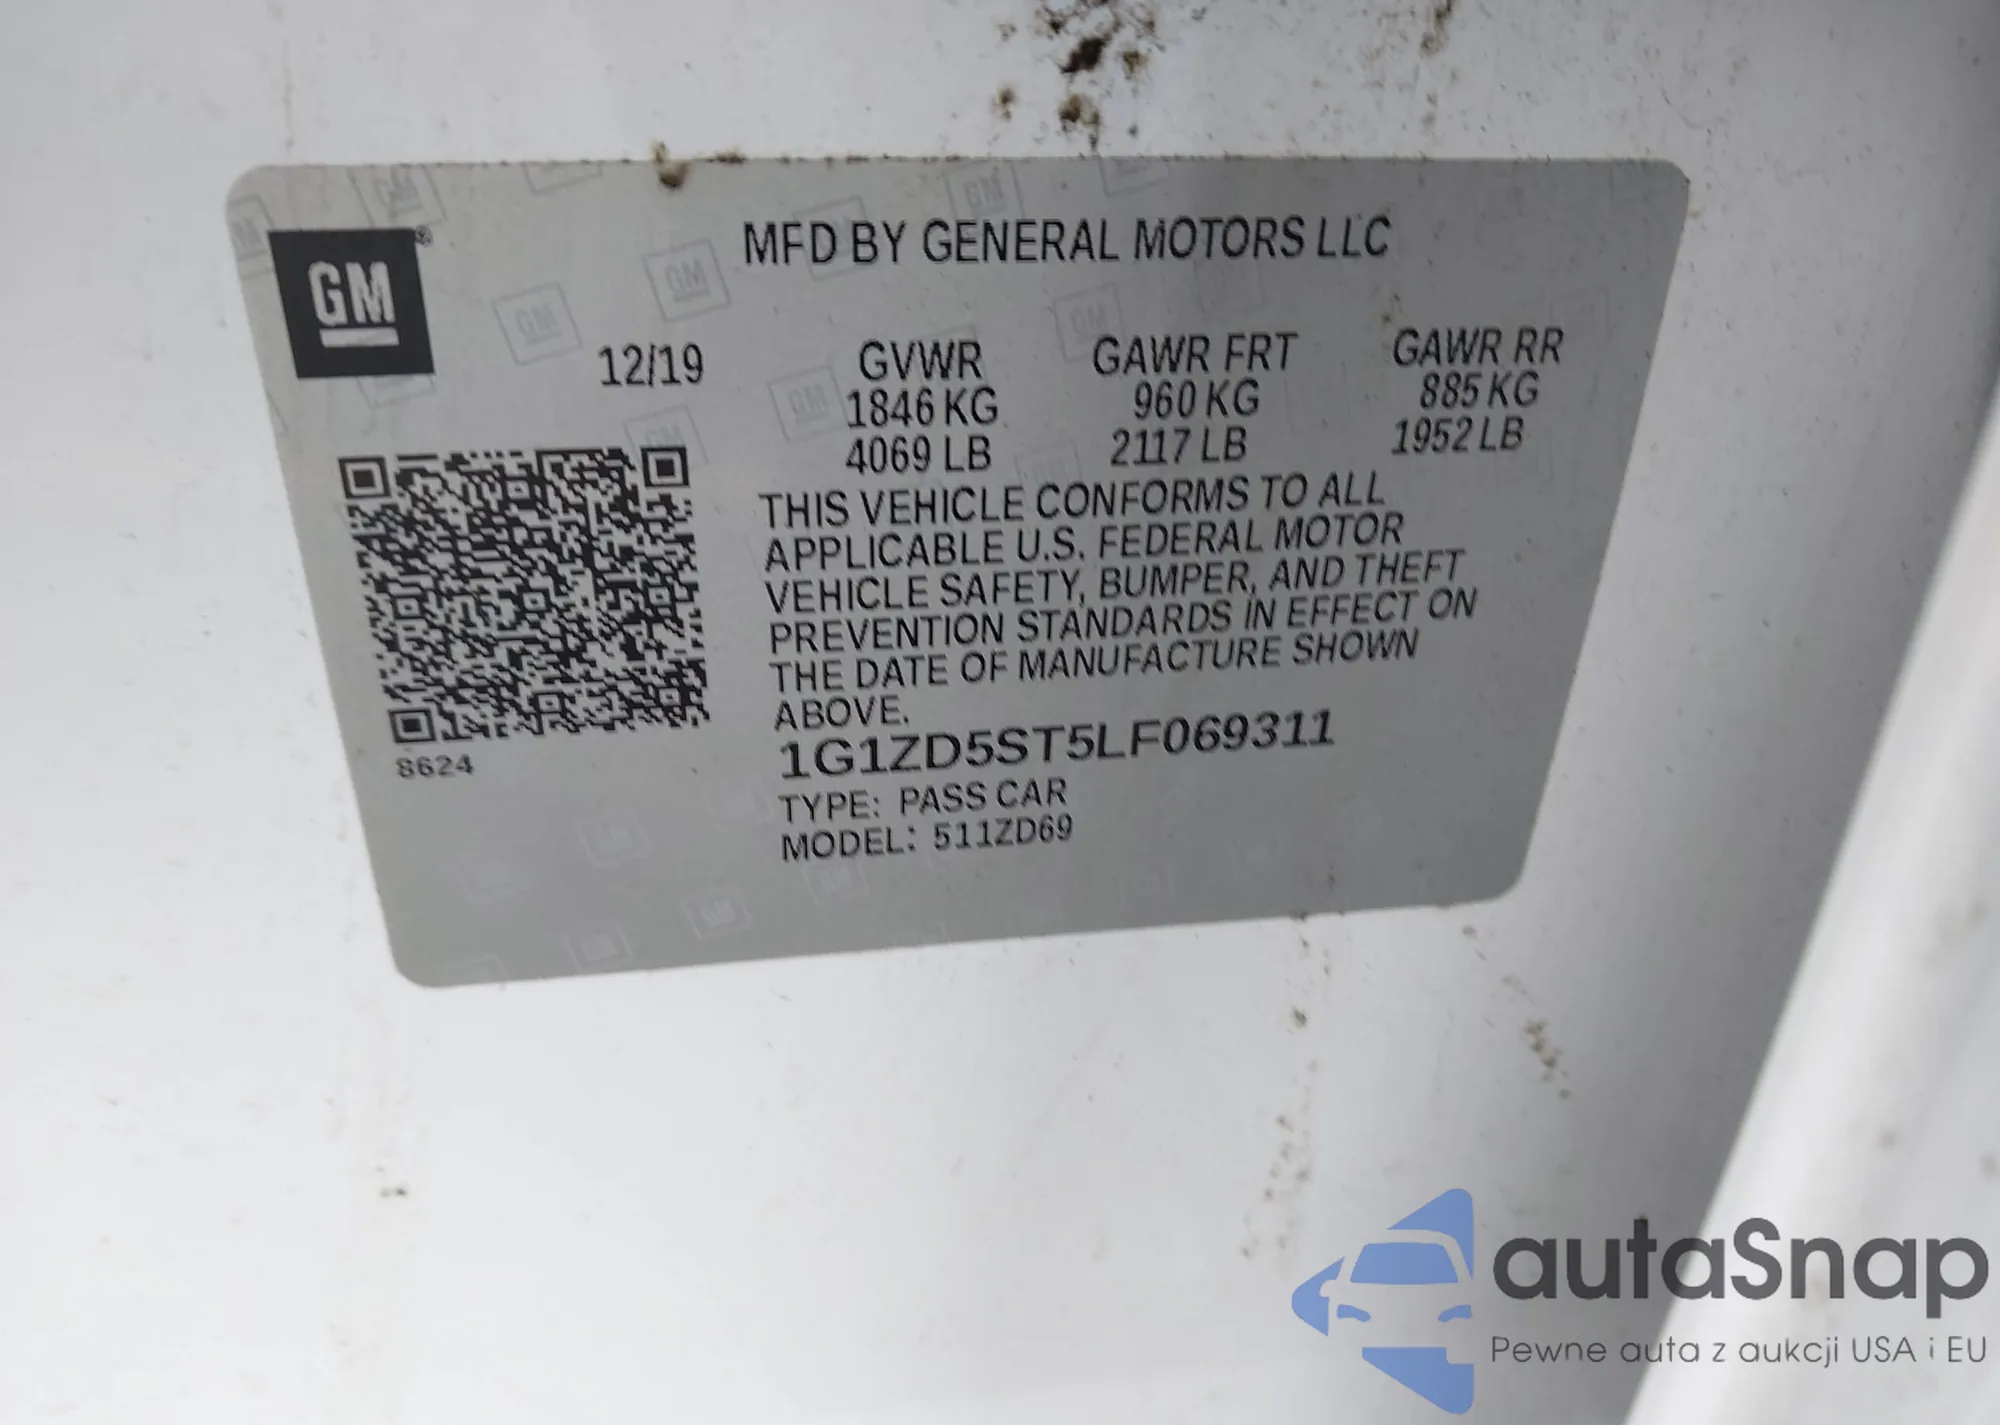 GM®
MFD BY GENERAL MOTORS LLC
12/19
GVWR
1846 KG
4069 LB
GAWR FRT
960 KG
2117 LB
GAWR RR
885 KG
1952 LB
THIS VEHICLE CONFORMS TO ALL
APPLICABLE U.S. FEDERAL MOTOR
VEHICLE SAFETY, BUMPER, AND THEFT
PREVENTION STANDARDS IN EFFECT ON
THE DATE OF MANUFACTURE SHOWN
ABOVE.
1G1ZD5ST5LF069311
TYPE: PASS CAR
MODEL: 511ZD69
8624
autaSnap
Pewne auta z aukcji USA i EU